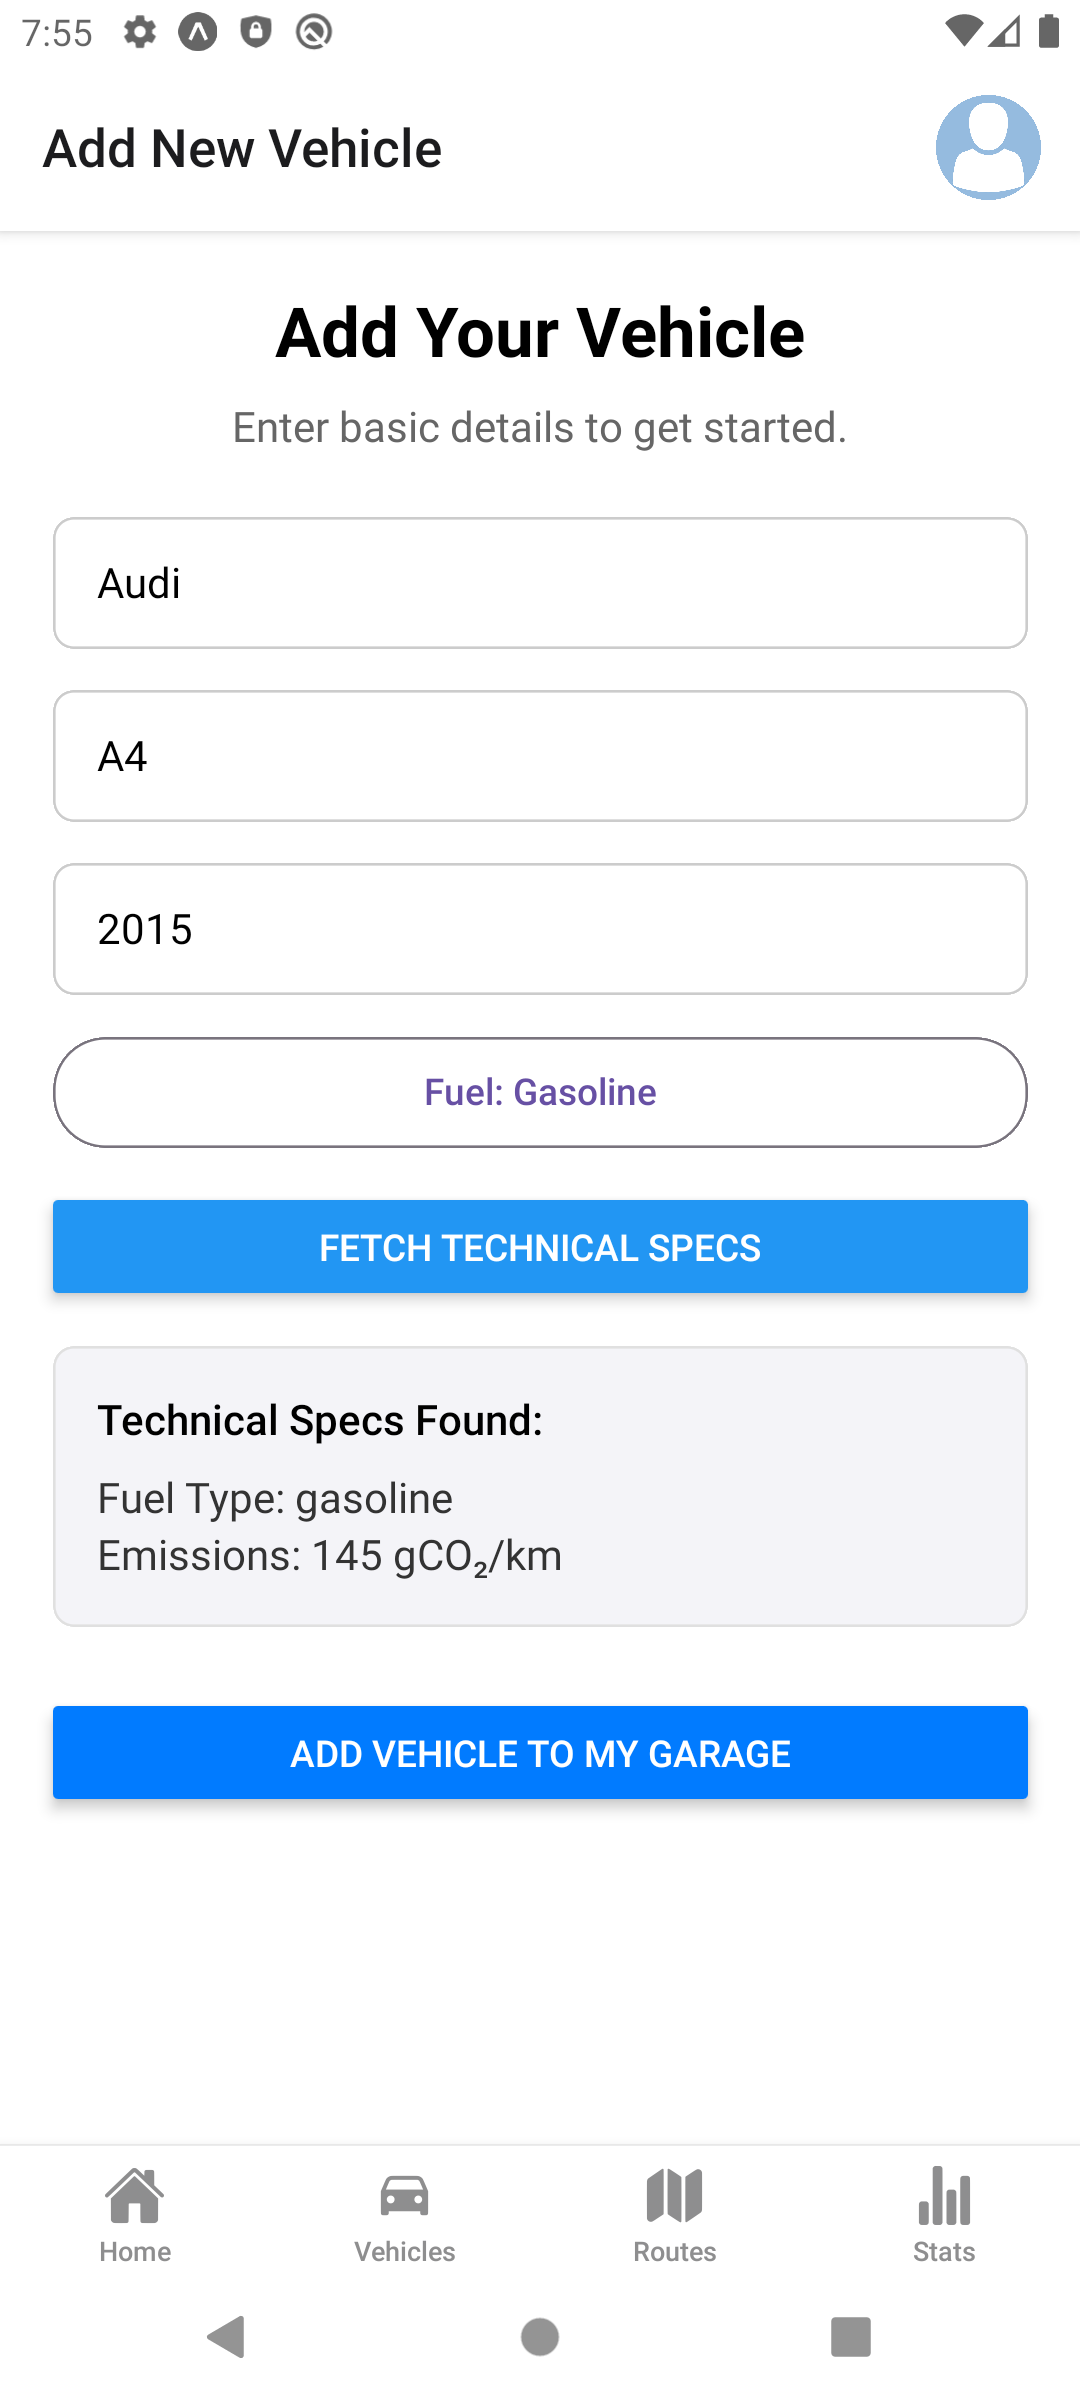 7:55
Add New Vehicle
Add Your Vehicle
Enter basic details to get started.
Audi
A4
2015
Fuel: Gasoline
FETCH TECHNICAL SPECS
Technical Specs Found:
Fuel Type: gasoline
Emissions: 145 gCO₂/km
ADD VEHICLE TO MY GARAGE
Home Vehicles Routes Stats